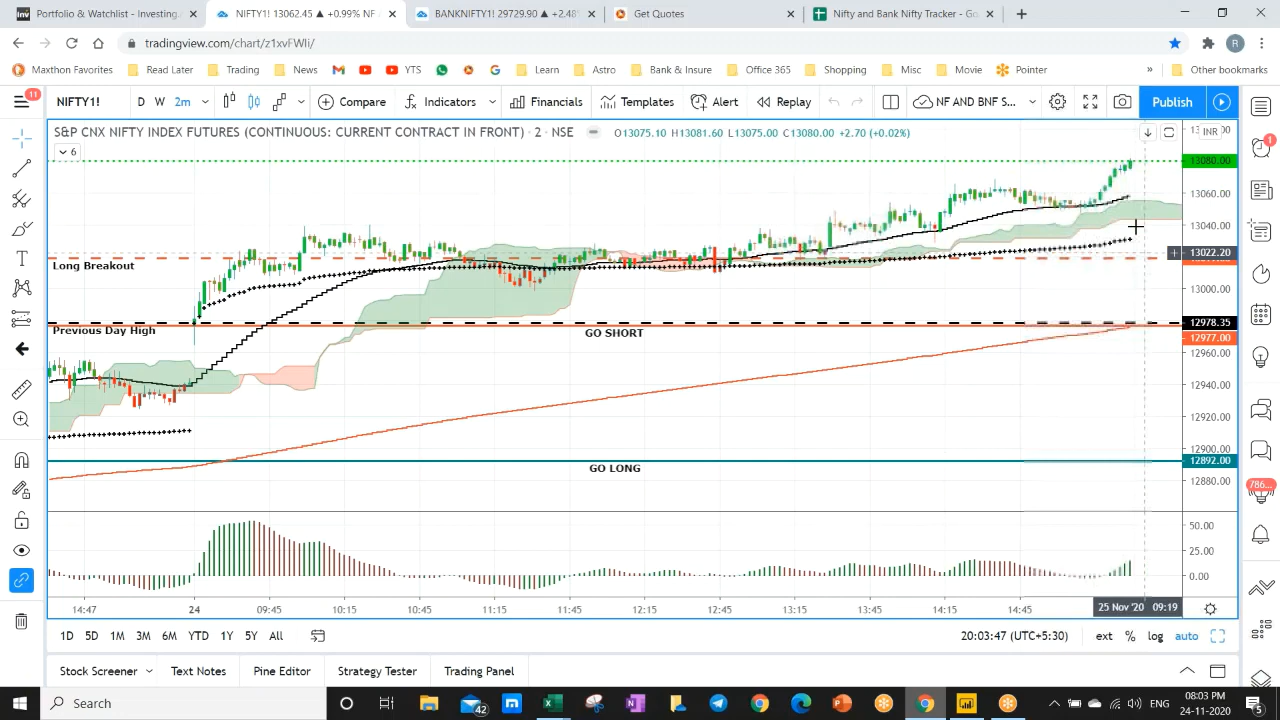 Portfolio & Watchlist - Investing.
NIFTY1! 13062.45 ▲ +0.99% NF
BANKNIFTY1! 29729.90 ▲ +2.48%
Get Quotes
Nifty and Bank Nifty Tracker - Go
tradingview.com/chart/z1xvFWli/
R
Maxthon Favorites
Read Later
Trading
News
YTS
Learn
Astro
Bank & Insure
Office 365
Shopping
Misc
Movie
Pointer
»
Other bookmarks
11
NIFTY1!
D W 2m
Compare
Indicators
Financials
Templates
Alert
Replay
NF AND BNF S...
Publish
S&P CNX NIFTY INDEX FUTURES (CONTINUOUS: CURRENT CONTRACT IN FRONT) · 2 · NSE
O13075.10 H13081.60 L13075.00 C13080.00 +2.70 (+0.02%)
INR
6
13080.00
13060.00
13040.00
13022.20
13000.00
12978.35
12977.00
12960.00
12940.00
12920.00
12900.00
12892.00
12880.00
Long Breakout
Previous Day High
GO SHORT
GO LONG
50.00
25.00
0.00
14:47
24
09:45
10:15
10:45
11:15
11:45
12:15
12:45
13:15
13:45
14:15
14:45
25 Nov '20 09:19
1
786...
1D 5D 1M 3M 6M YTD 1Y 5Y All
20:03:47 (UTC+5:30)
ext % log auto
Stock Screener
Text Notes
Pine Editor
Strategy Tester
Trading Panel
Search
42
ENG
08:03 PM
24-11-2020
5